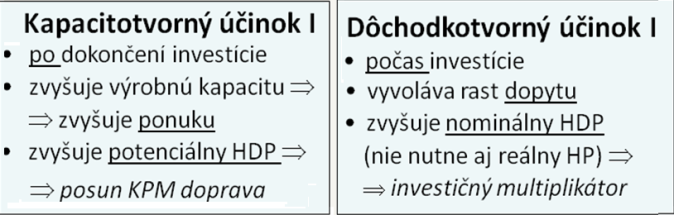 Kapacitotvorný účinok I
• po dokončení investície
• zvyšuje výrobnú kapacitu ⇒
⇒ zvyšuje ponuku
• zvyšuje potenciálny HDP ⇒
⇒ posun KPM doprava
Dôchodkotvorný účinok I
• počas investície
• vyvoláva rast dopytu
• zvyšuje nominálny HDP
(nie nutne aj reálny HP) ⇒
⇒ investičný multiplikátor